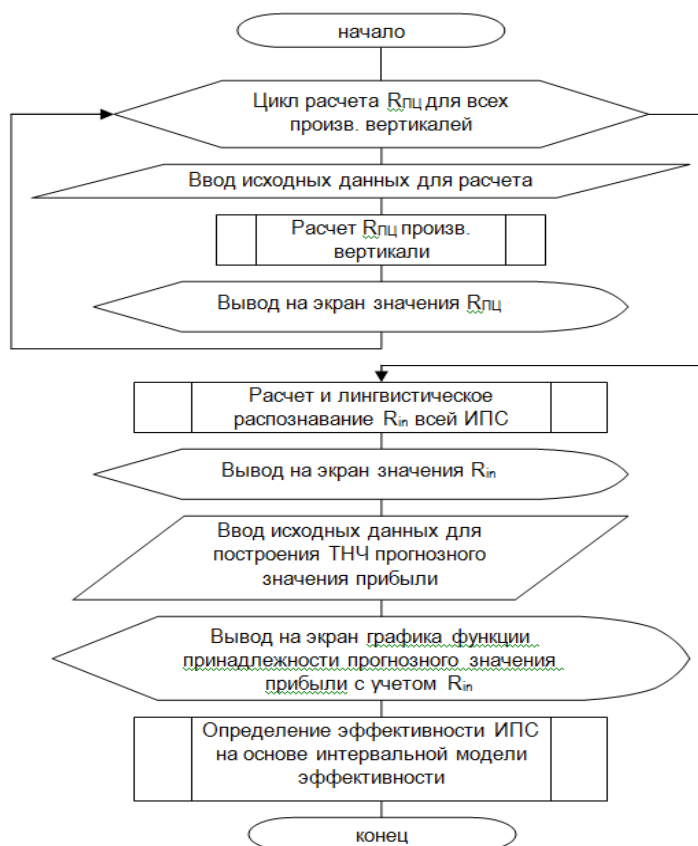 начало
Цикл расчета RПЦ для всех
произв. вертикалей
Ввод исходных данных для расчета
Расчет RПЦ произв.
вертикали
Вывод на экран значения RПЦ
Расчет и лингвистическое
распознавание Rin всей ИПС
Вывод на экран значения Rin
Ввод исходных данных для
построения ТНЧ прогнозного
значения прибыли
Вывод на экран графика функции
принадлежности прогнозного значения
прибыли с учетом Rin
Определение эффективности ИПС
на основе интервальной модели
эффективности
конец